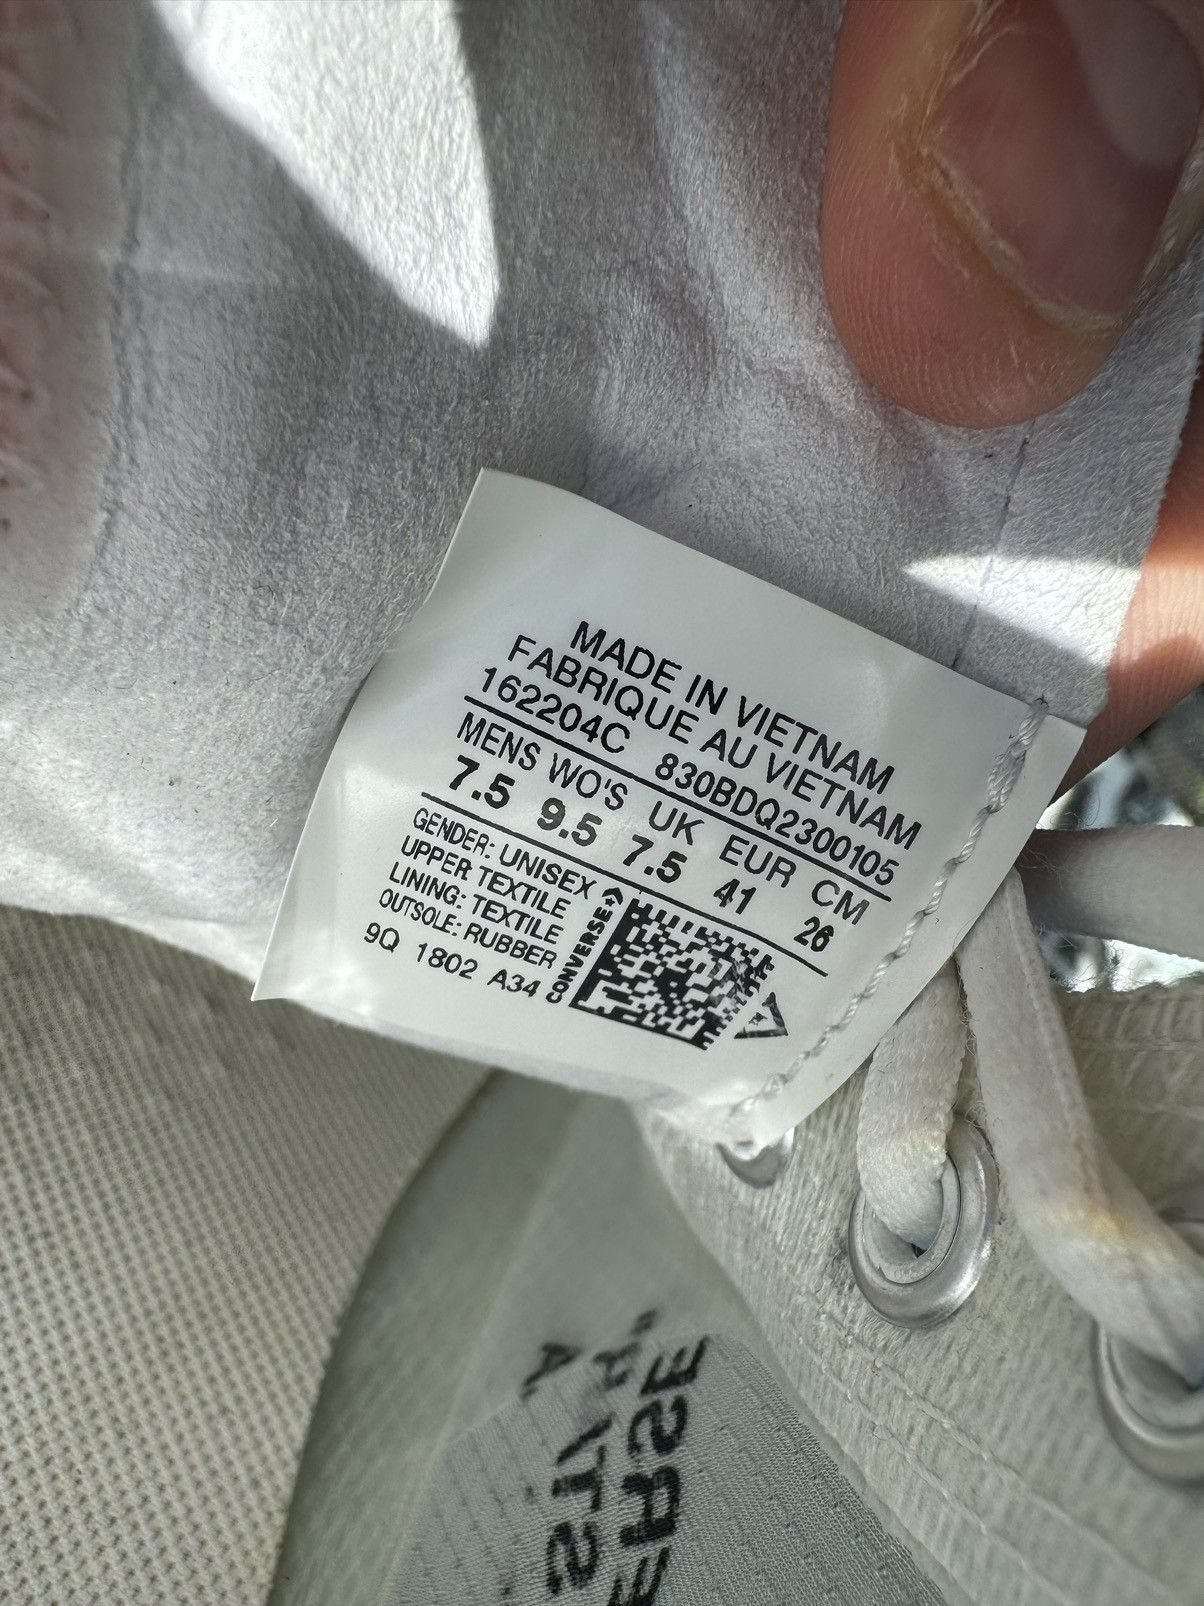 MADE IN VIETNAM
FABRIQUE AU VIETNAM
162204C 830BDQ2300105
MENS WO'S UK EUR CM
7.5 9.5 7.5 41 26
GENDER: UNISEX
UPPER TEXTILE
LINING: TEXTILE
OUTSOLE: RUBBER
9Q 1802 A34
CONVERSE